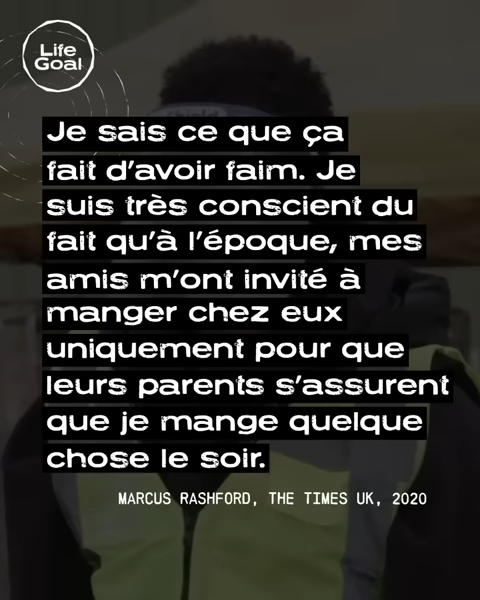 Life
Goal
Je sais ce que ça
fait d'avoir faim. Je
suis très conscient du
fait qu'à l'époque, mes
amis m'ont invité à
manger chez eux
uniquement pour que
leurs parents s'assurent
que je mange quelque
chose le soir.
MARCUS RASHFORD, THE TIMES UK, 2020